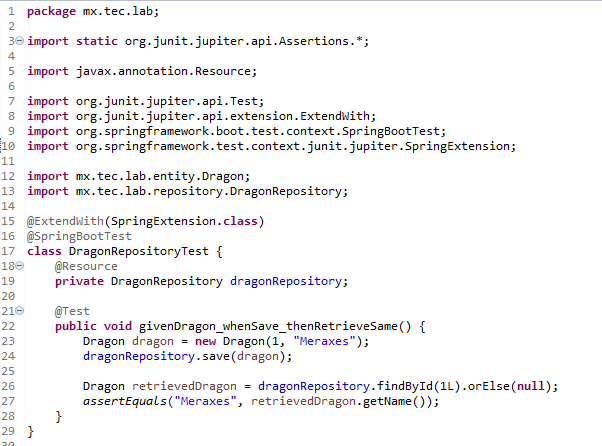 1 package mx.tec.lab;
2
3 import static org.junit.jupiter.api.Assertions.*;
4
5 import javax.annotation.Resource;
6
7 import org.junit.jupiter.api.Test;
8 import org.junit.jupiter.api.extension.ExtendWith;
9 import org.springframework.boot.test.context.SpringBootTest;
10 import org.springframework.test.context.junit.jupiter.SpringExtension;
11
12 import mx.tec.lab.entity.Dragon;
13 import mx.tec.lab.repository.DragonRepository;
14
15 @ExtendWith(SpringExtension.class)
16 @SpringBootTest
17 class DragonRepositoryTest {
18     @Resource
19     private DragonRepository dragonRepository;
20
21     @Test
22     public void givenDragon_whenSave_thenRetrieveSame() {
23         Dragon dragon = new Dragon(1, "Meraxes");
24         dragonRepository.save(dragon);
25
26         Dragon retrievedDragon = dragonRepository.findById(1L).orElse(null);
27         assertEquals("Meraxes", retrievedDragon.getName());
28     }
29 }